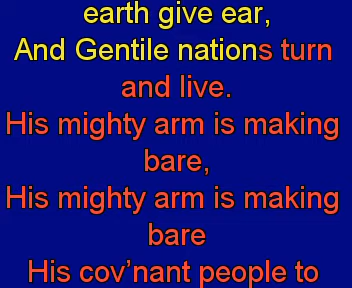 earth give ear,
And Gentile nations turn
and live.
His mighty arm is making
bare,
His mighty arm is making
bare
His cov’nant people to